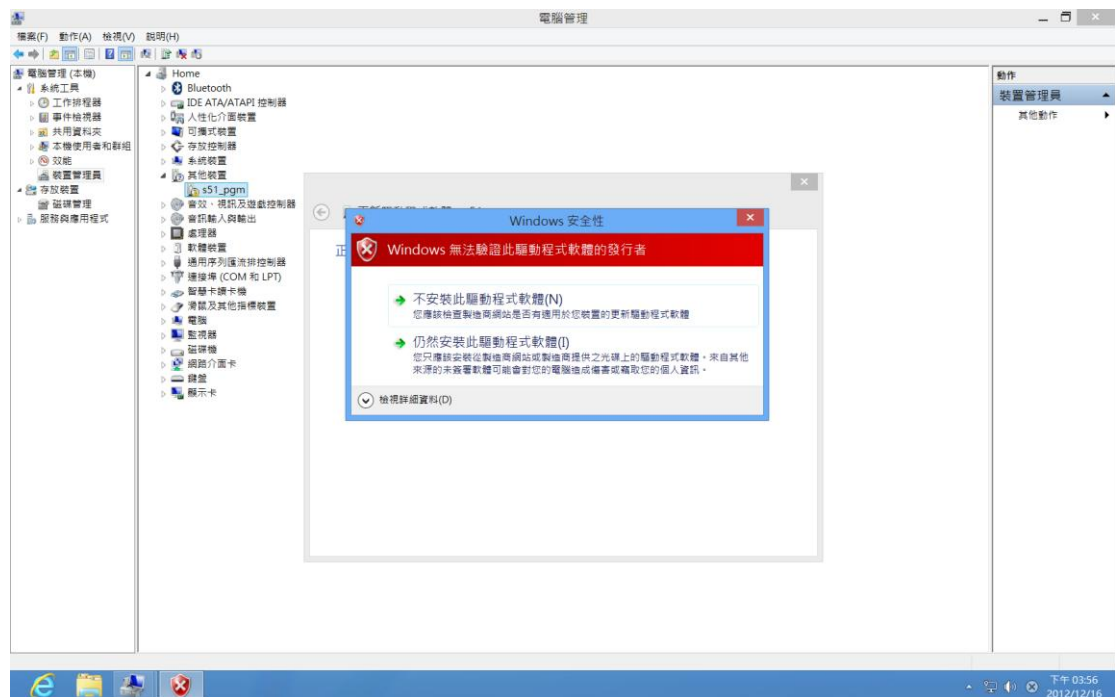 電腦管理
檔案(F) 動作(A) 檢視(V) 說明(H)
電腦管理 (本機)
系統工具
工作排程器
事件檢視器
共用資料夾
本機使用者和群組
效能
裝置管理員
存放裝置
磁碟管理
服務與應用程式
Home
Bluetooth
IDE ATA/ATAPI 控制器
人性化介面裝置
可攜式裝置
存放控制器
系統裝置
其他裝置
s51_pgm
音效、視訊及遊戲控制器
音訊輸入與輸出
處理器
軟體裝置
通用序列匯流排控制器
連接埠 (COM 和 LPT)
智慧卡讀卡機
滑鼠及其他指標裝置
電腦
監視器
磁碟機
網路介面卡
鍵盤
顯示卡
正
Windows 安全性
Windows 無法驗證此驅動程式軟體的發行者
不安裝此驅動程式軟體(N)
您應該檢查製造商網站是否有適用於您裝置的更新驅動程式軟體
仍然安裝此驅動程式軟體(I)
您只應該安裝從製造商網站或製造商提供之光碟上的驅動程式軟體。來自其他
來源的未簽署軟體可能會對您的電腦造成傷害或竊取您的個人資訊。
檢視詳細資料(D)
動作
裝置管理員
其他動作
下午 03:56
2012/12/16